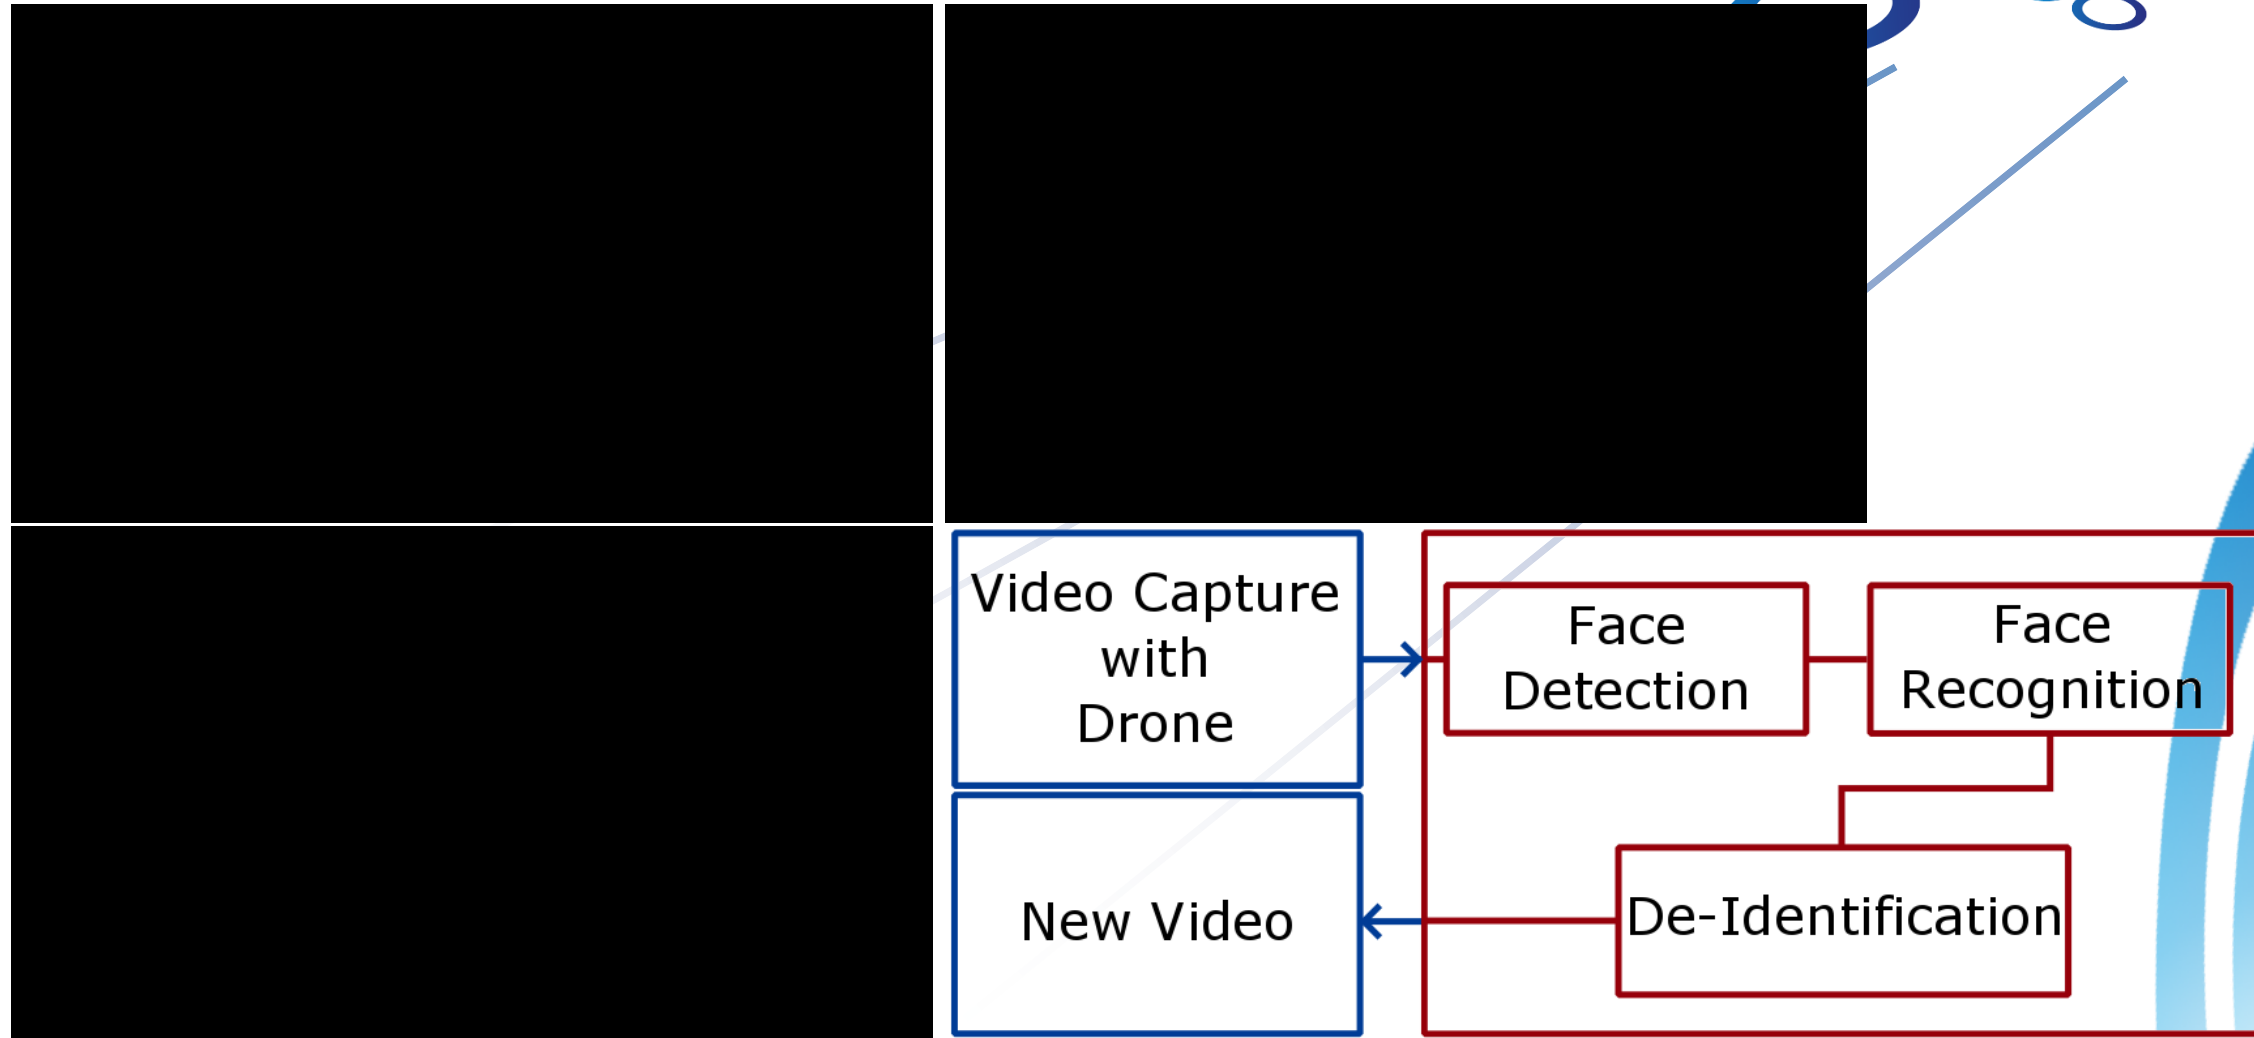 Video Capture
with
Drone
Face
Detection
Face
Recognition
New Video
De-Identification